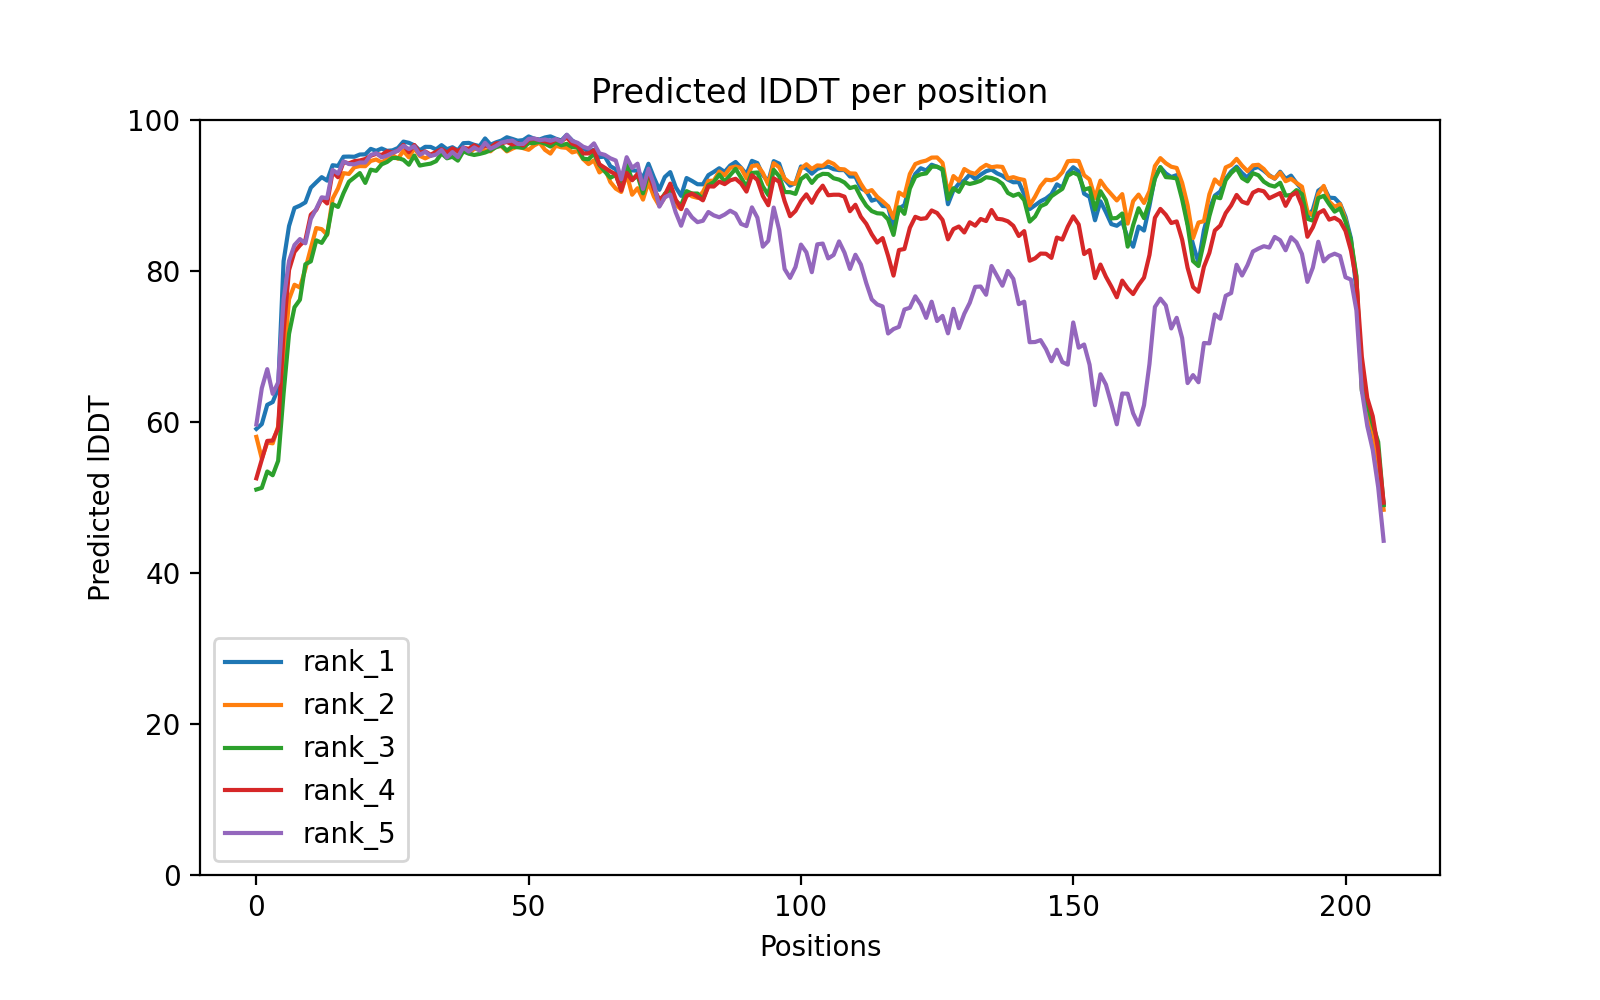 Predicted lDDT per position
100
80
60
40
20
0
Predicted lDDT
rank_1
rank_2
rank_3
rank_4
rank_5
0 50 100 150 200
Positions